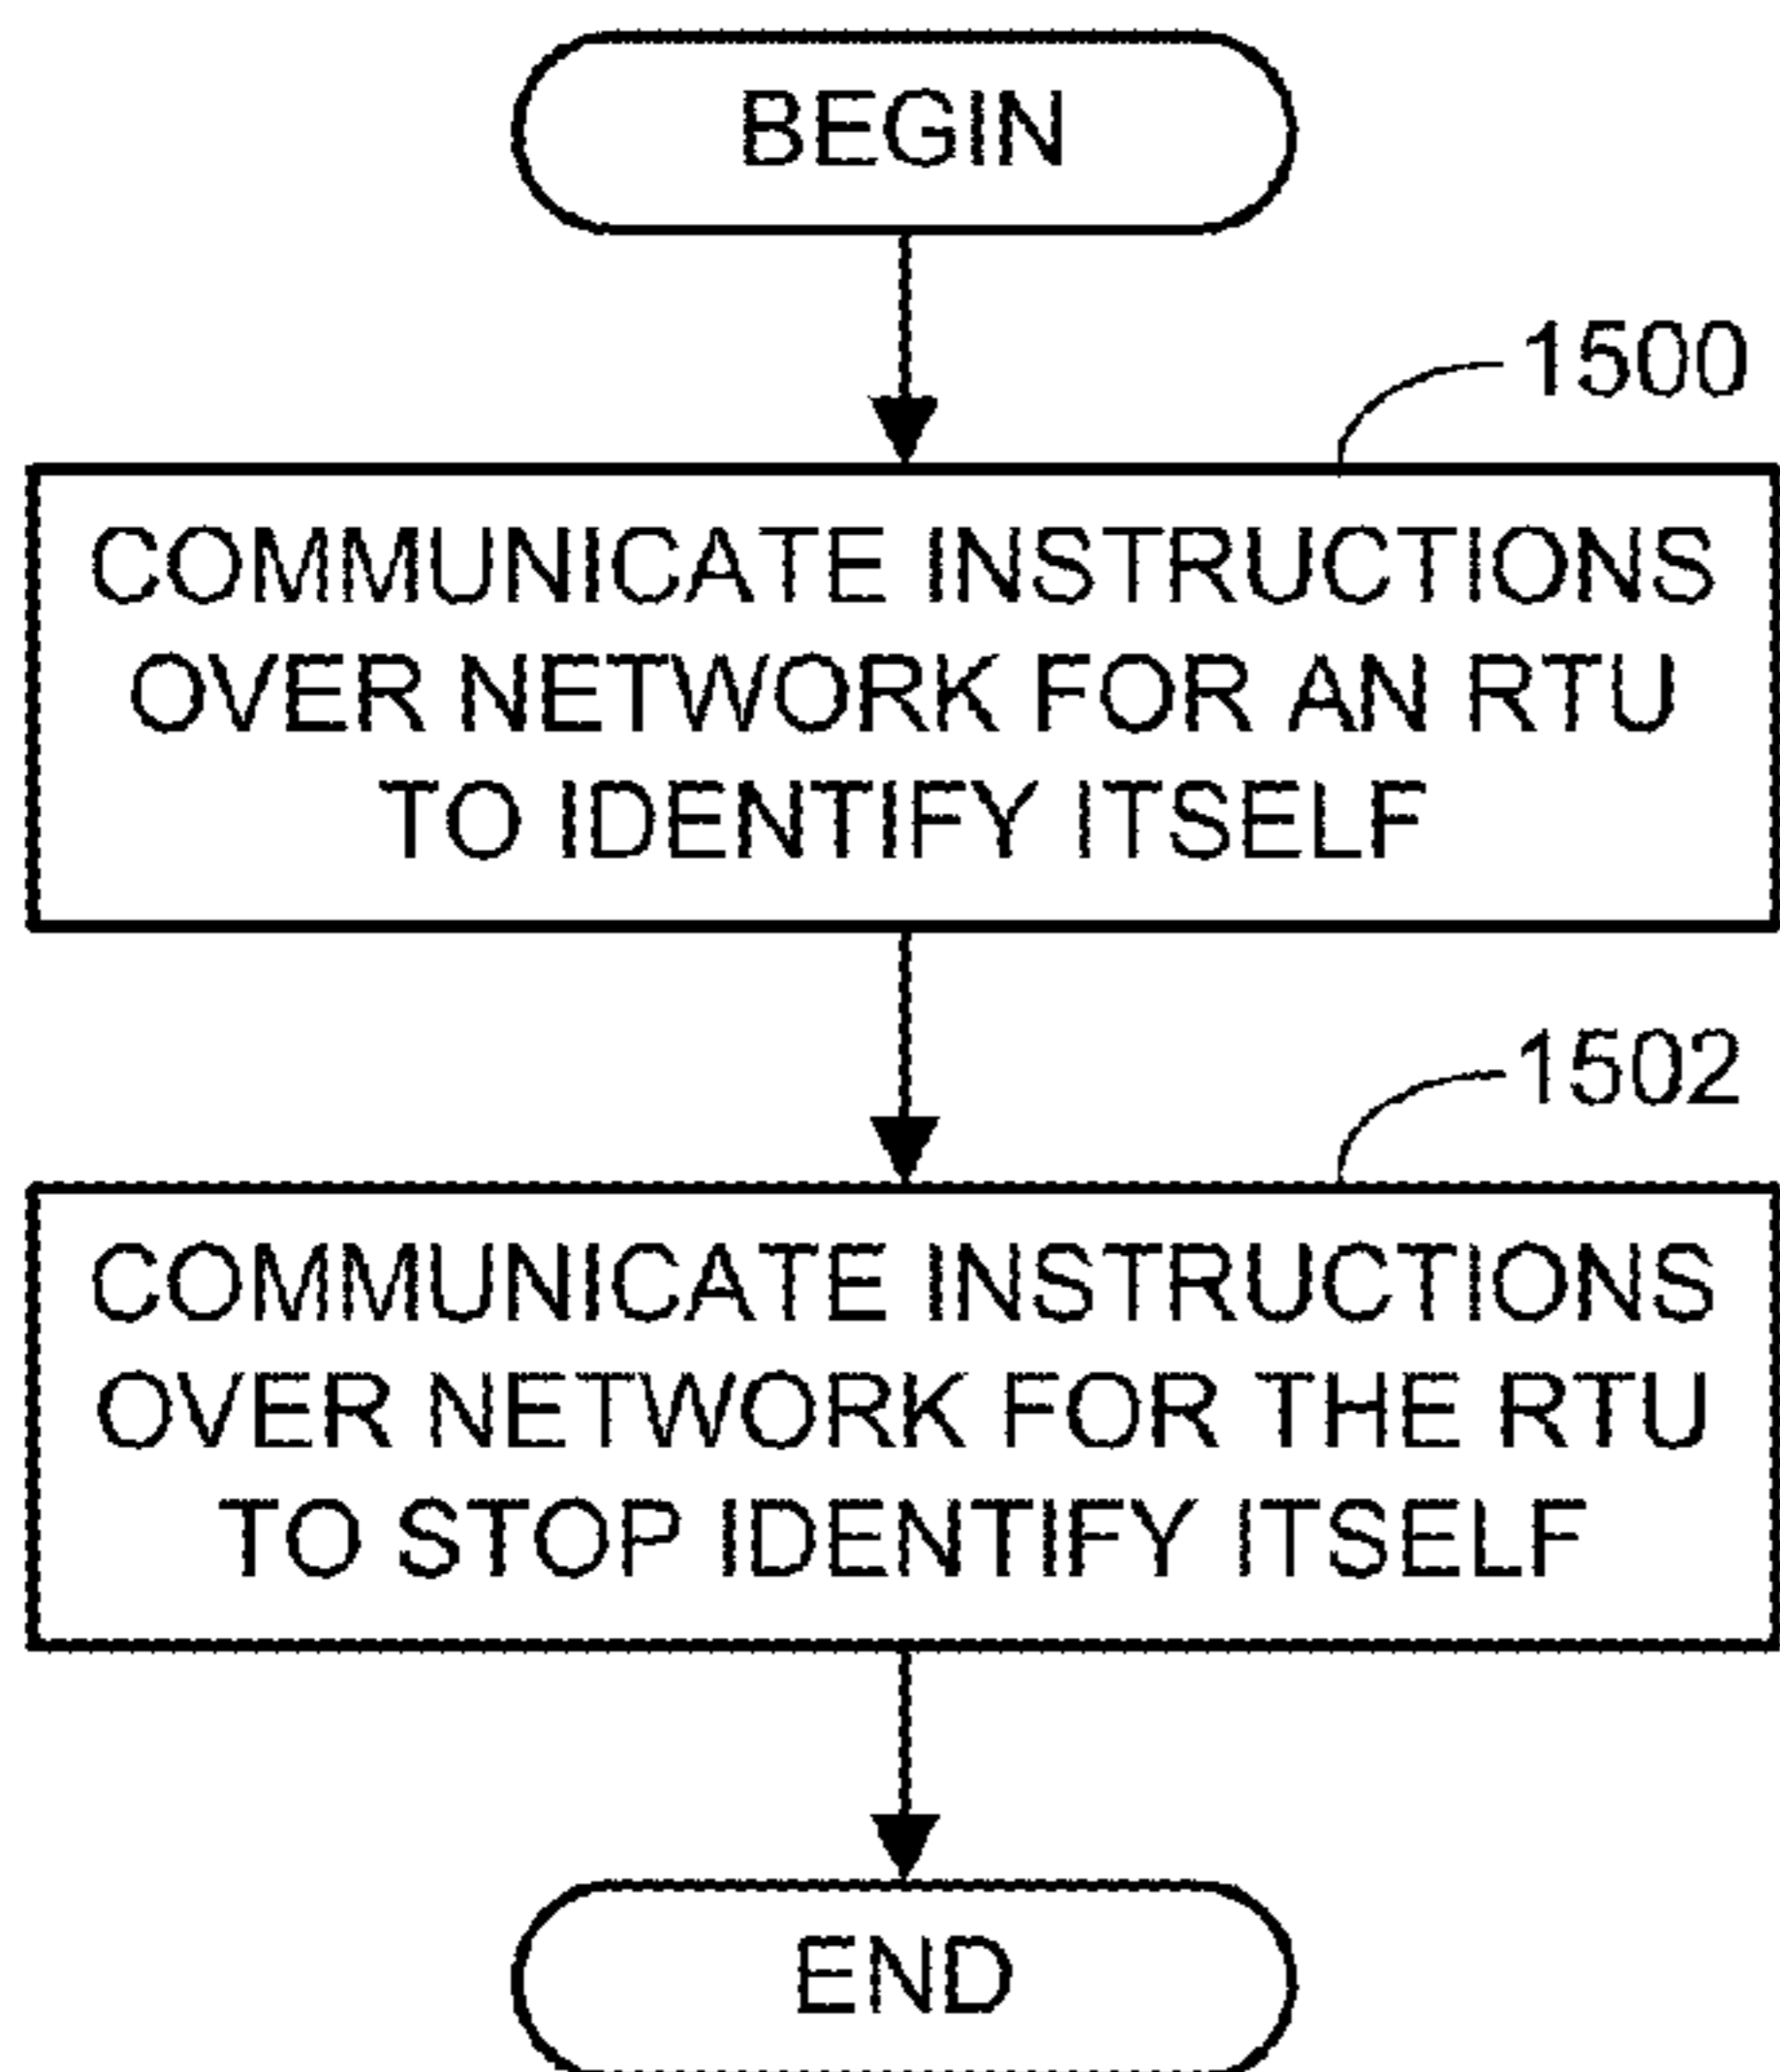 BEGIN
1500
COMMUNICATE INSTRUCTIONS
OVER NETWORK FOR AN RTU
TO IDENTIFY ITSELF
1502
COMMUNICATE INSTRUCTIONS
OVER NETWORK FOR THE RTU
TO STOP IDENTIFY ITSELF
END